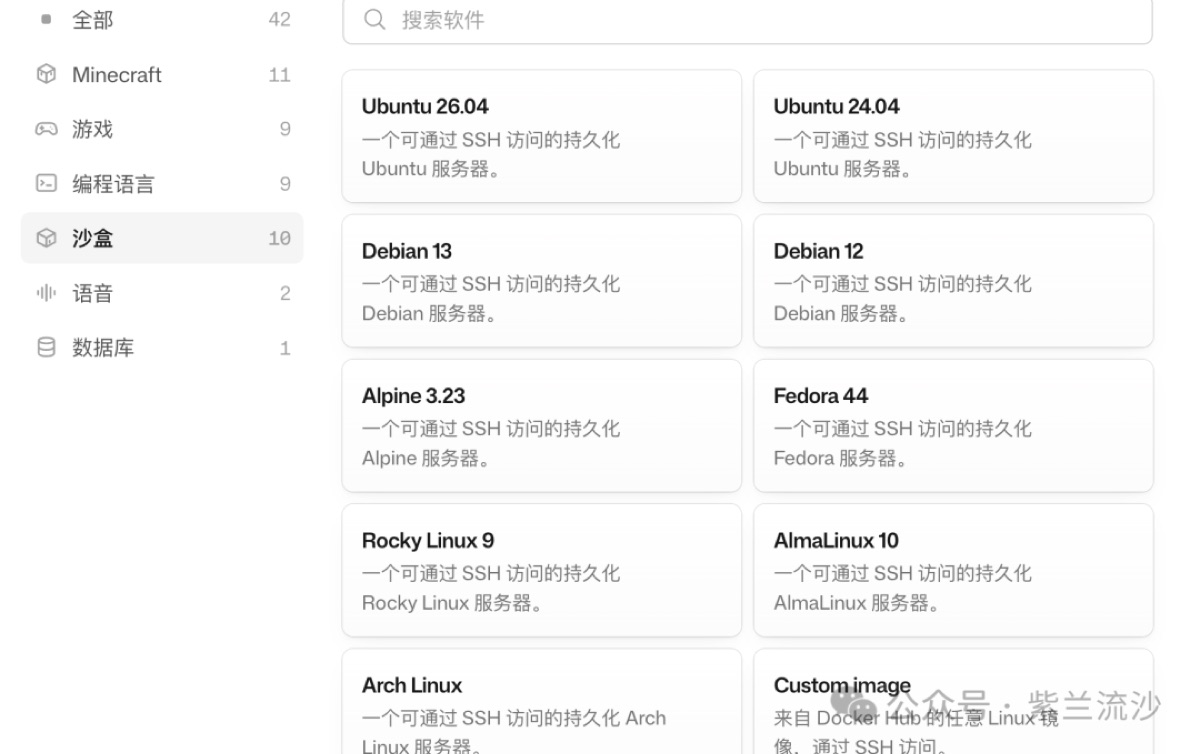 全部 42
Minecraft 11
游戏 9
编程语言 9
沙盒 10
语音 2
数据库 1
搜索软件
Ubuntu 26.04
一个可通过 SSH 访问的持久化
Ubuntu 服务器。
Ubuntu 24.04
一个可通过 SSH 访问的持久化
Ubuntu 服务器。
Debian 13
一个可通过 SSH 访问的持久化
Debian 服务器。
Debian 12
一个可通过 SSH 访问的持久化
Debian 服务器。
Alpine 3.23
一个可通过 SSH 访问的持久化
Alpine 服务器。
Fedora 44
一个可通过 SSH 访问的持久化
Fedora 服务器。
Rocky Linux 9
一个可通过 SSH 访问的持久化
Rocky Linux 服务器。
AlmaLinux 10
一个可通过 SSH 访问的持久化
AlmaLinux 服务器。
Arch Linux
一个可通过 SSH 访问的持久化 Arch
Linux 服务器。
Custom image
来自 Docker Hub 的任意 Linux 镜
像，通过 SSH 访问。
公众号 · 紫兰流沙